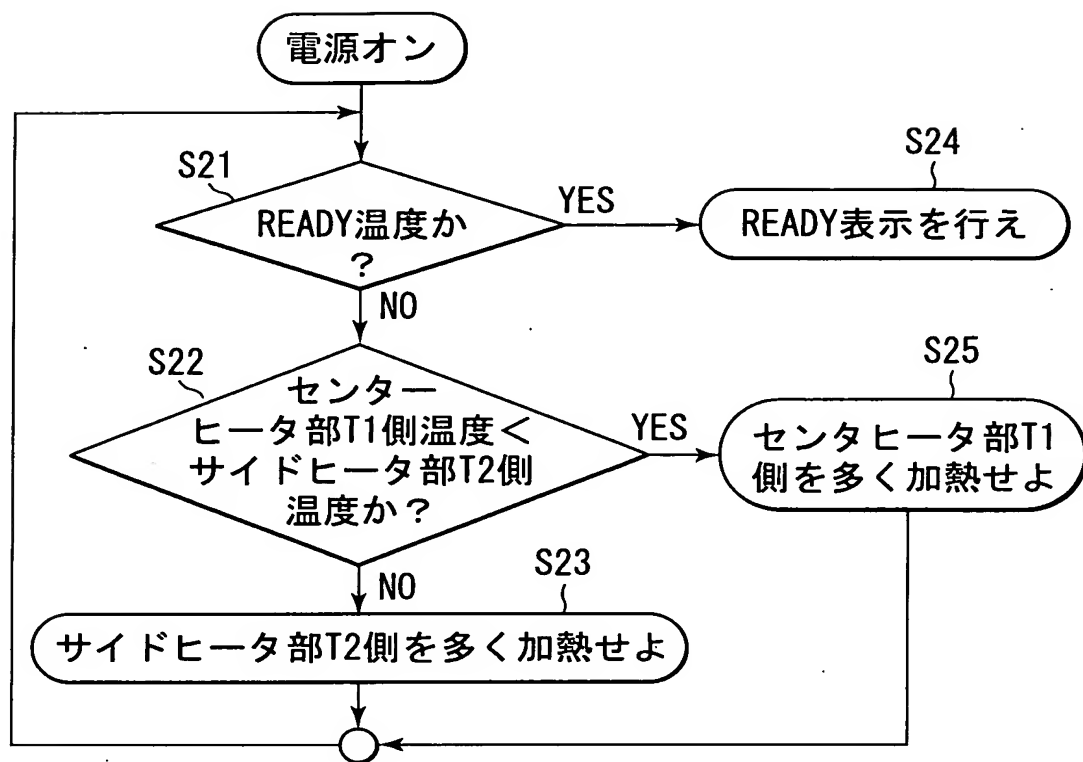 電源オン
S21
READY温度か
?
YES
S24
READY表示を行え
NO
S22
センター
ヒータ部T1側温度<
サイドヒータ部T2側
温度か?
YES
S25
センタヒータ部T1
側を多く加熱せよ
NO
S23
サイドヒータ部T2側を多く加熱せよ